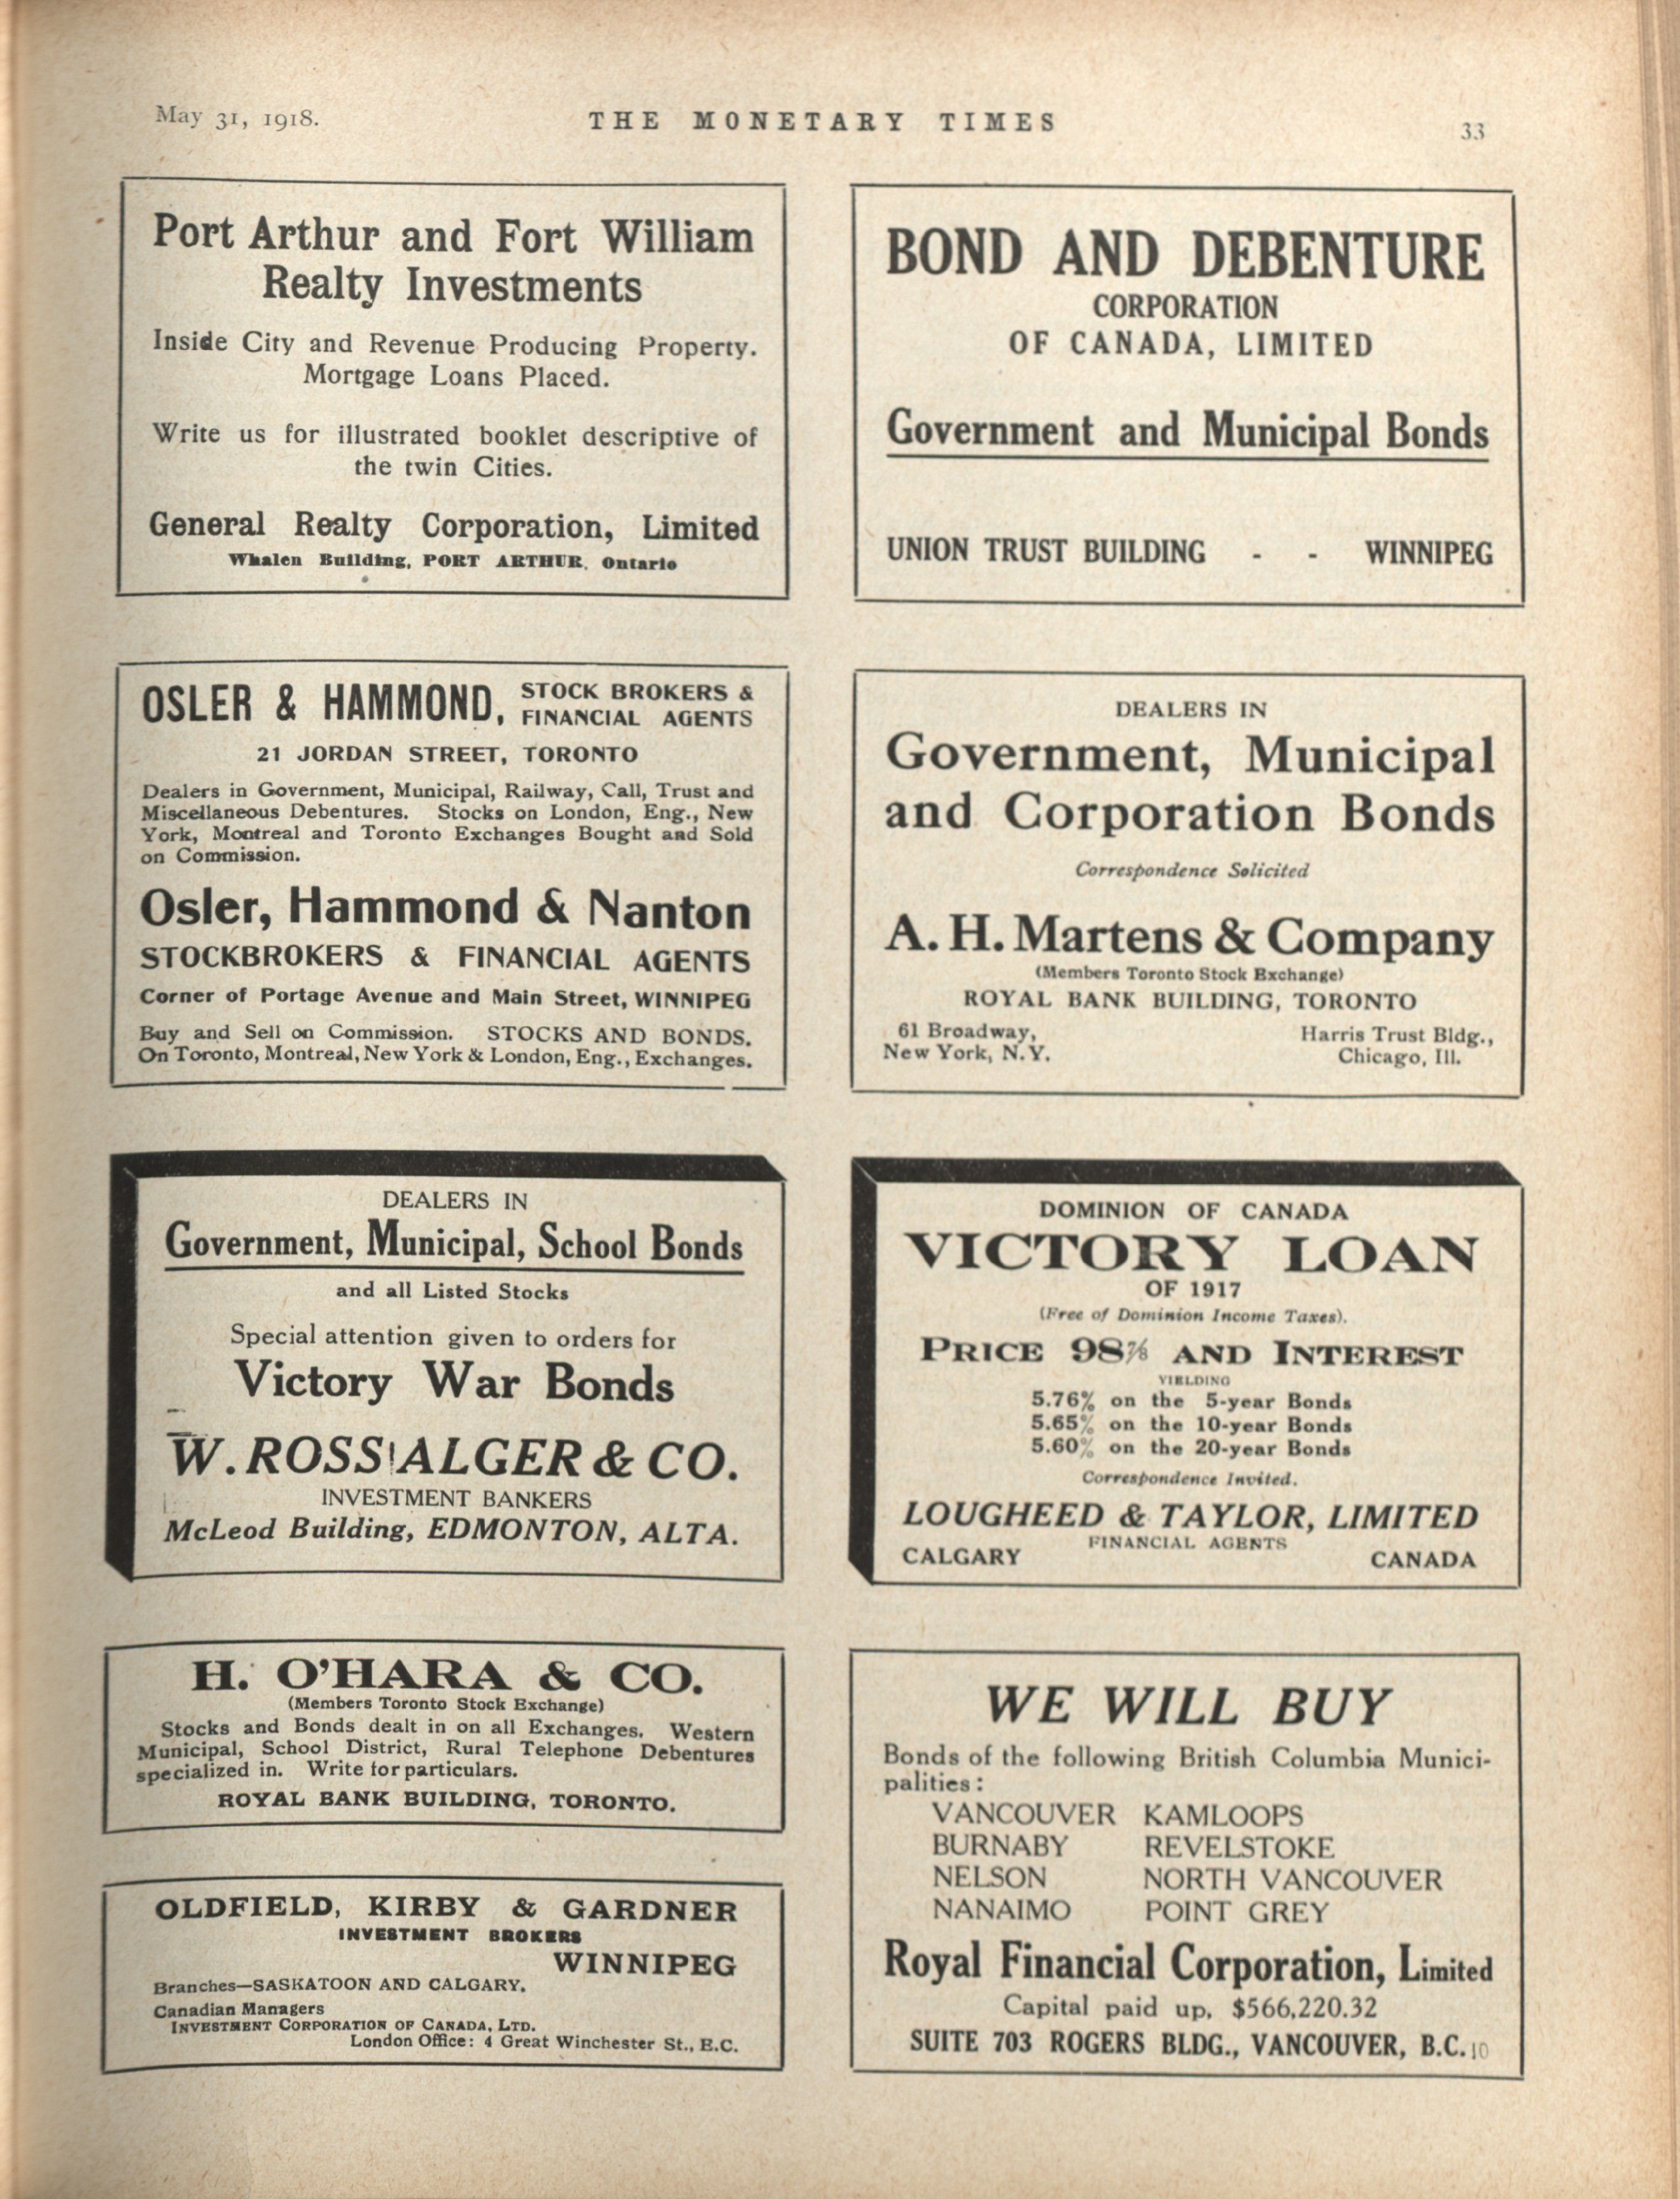 May 31, 1918.
THE MONETARY TIMES
33
Port Arthur and Fort William
Realty Investments
Inside City and Revenue Producing Property.
Mortgage Loans Placed.
Write us for illustrated booklet descriptive of
the twin Cities.
General Realty Corporation, Limited
Whalen Building, PORT ARTHUR, Ontario
OSLER & HAMMOND, STOCK BROKERS &
FINANCIAL AGENTS
21 JORDAN STREET, TORONTO
Dealers in Government, Municipal, Railway, Call, Trust and
Miscellaneous Debentures. Stocks on London, Eng., New
York, Montreal and Toronto Exchanges Bought and Sold
on Commission.
Osler, Hammond & Nanton
STOCKBROKERS & FINANCIAL AGENTS
Corner of Portage Avenue and Main Street, WINNIPEG
Buy and Sell on Commission. STOCKS AND BONDS.
On Toronto, Montreal, New York & London, Eng., Exchanges.
DEALERS IN
Government, Municipal, School Bonds
and all Listed Stocks
Special attention given to orders for
Victory War Bonds
W. ROSS ALGER & CO.
INVESTMENT BANKERS
McLeod Building, EDMONTON, ALTA.
H. O'HARA & CO.
(Members Toronto Stock Exchange)
Stocks and Bonds dealt in on all Exchanges. Western
Municipal, School District, Rural Telephone Debentures
specialized in. Write for particulars.
ROYAL BANK BUILDING, TORONTO.
OLDFIELD, KIRBY & GARDNER
INVESTMENT BROKERS
WINNIPEG
Branches—SASKATOON AND CALGARY.
Canadian Managers
INVESTMENT CORPORATION OF CANADA, LTD.
London Office: 4 Great Winchester St., E.C.
BOND AND DEBENTURE
CORPORATION
OF CANADA, LIMITED
Government and Municipal Bonds
UNION TRUST BUILDING - - WINNIPEG
DEALERS IN
Government, Municipal
and Corporation Bonds
Correspondence Solicited
A. H. Martens & Company
(Members Toronto Stock Exchange)
ROYAL BANK BUILDING, TORONTO
61 Broadway, Harris Trust Bldg.,
New York, N.Y. Chicago, Ill.
DOMINION OF CANADA
VICTORY LOAN
OF 1917
(Free of Dominion Income Taxes).
PRICE 98⅞ AND INTEREST
YIELDING
5.76% on the 5-year Bonds
5.65% on the 10-year Bonds
5.60% on the 20-year Bonds
Correspondence Invited.
LOUGHEED & TAYLOR, LIMITED
FINANCIAL AGENTS
CALGARY CANADA
WE WILL BUY
Bonds of the following British Columbia Munici-
palities:
VANCOUVER KAMLOOPS
BURNABY REVELSTOKE
NELSON NORTH VANCOUVER
NANAIMO POINT GREY
Royal Financial Corporation, Limited
Capital paid up, $566,220.32
SUITE 703 ROGERS BLDG., VANCOUVER, B.C. 10